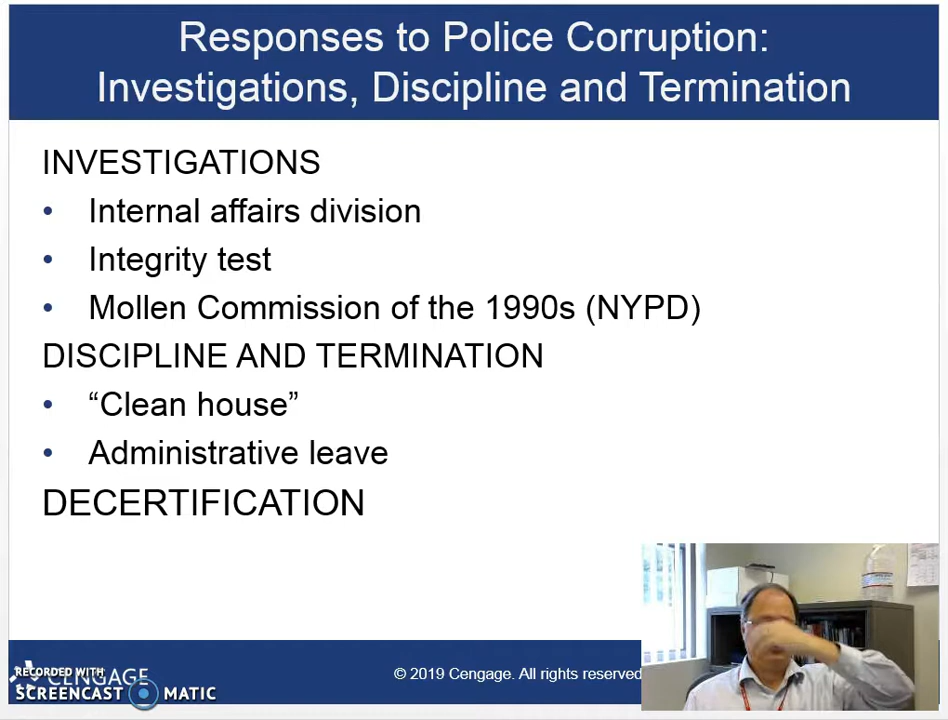 Responses to Police Corruption:
Investigations, Discipline and Termination
INVESTIGATIONS
• Internal affairs division
• Integrity test
• Mollen Commission of the 1990s (NYPD)
DISCIPLINE AND TERMINATION
• “Clean house”
• Administrative leave
DECERTIFICATION
© 2019 Cengage. All rights reserved
CENGAGE
RECORDED WITH
SCREENCAST MATIC